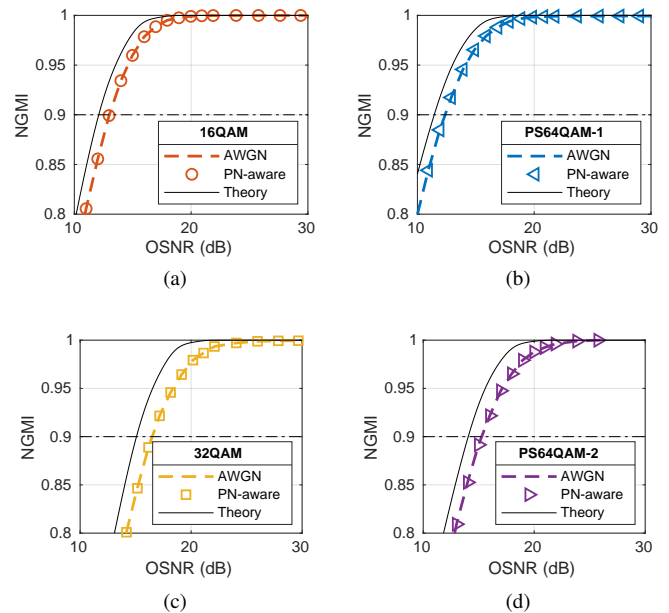 1
0.95
0.9
0.85
0.8
NGMI
16QAM
AWGN
PN-aware
Theory
10 20 30
OSNR (dB)
(a)
1
0.95
0.9
0.85
0.8
NGMI
PS64QAM-1
AWGN
PN-aware
Theory
10 20 30
OSNR (dB)
(b)
1
0.95
0.9
0.85
0.8
NGMI
32QAM
AWGN
PN-aware
Theory
10 20 30
OSNR (dB)
(c)
1
0.95
0.9
0.85
0.8
NGMI
PS64QAM-2
AWGN
PN-aware
Theory
10 20 30
OSNR (dB)
(d)